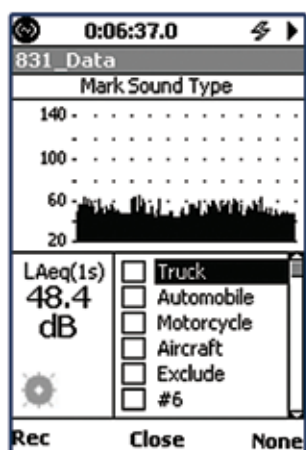 0:06:37.0
831_Data
Mark Sound Type
140
100
60
20
LAeq(1s)
48.4
dB
Truck
Automobile
Motorcycle
Aircraft
Exclude
#6
Rec Close None